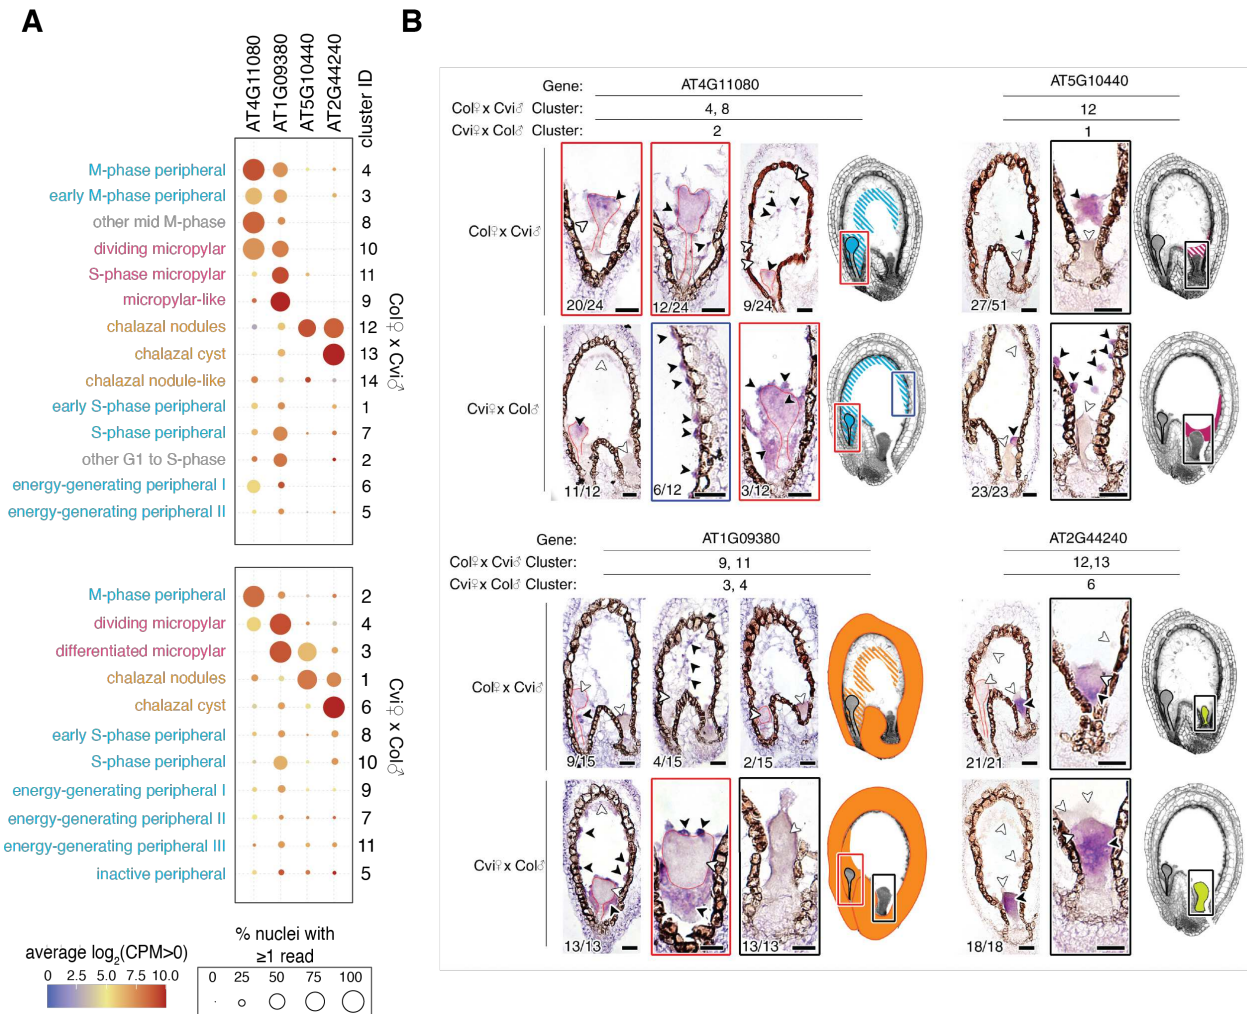 A
AT4G11080
AT1G09380
AT5G10440
AT2G44240
cluster ID
M-phase peripheral 4
early M-phase peripheral 3
other mid M-phase 8
dividing micropylar 10
S-phase micropylar 11
micropylar-like 9
chalazal nodules 12
chalazal cyst 13
chalazal nodule-like 14
early S-phase peripheral 1
S-phase peripheral 7
other G1 to S-phase 2
energy-generating peripheral I 6
energy-generating peripheral II 5
Col♀ x Cvi♂
M-phase peripheral 2
dividing micropylar 4
differentiated micropylar 3
chalazal nodules 1
chalazal cyst 6
early S-phase peripheral 8
S-phase peripheral 10
energy-generating peripheral I 9
energy-generating peripheral II 7
energy-generating peripheral III 11
inactive peripheral 5
Cvi♀ x Col♂
average log2(CPM>0)
0 2.5 5.0 7.5 10.0
% nuclei with
≥1 read
0 25 50 75 100
B
Gene: AT4G11080
Col♀x Cvi♂ Cluster: 4, 8
Cvi♀x Col♂ Cluster: 2
AT5G10440
12
1
Col♀x Cvi♂
20/24 12/24 9/24 27/51
Cvi♀x Col♂
11/12 6/12 3/12 23/23
Gene: AT1G09380
Col♀x Cvi♂ Cluster: 9, 11
Cvi♀x Col♂ Cluster: 3, 4
AT2G44240
12,13
6
Col♀x Cvi♂
9/15 4/15 2/15 21/21
Cvi♀x Col♂
13/13 13/13 18/18